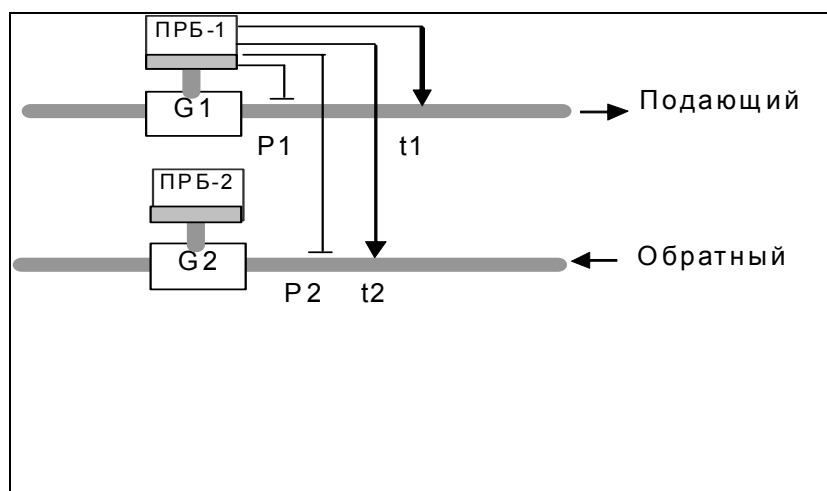 ПРБ-1
G1
Подающий
P1
t1
ПРБ-2
G2
Обратный
P2
t2